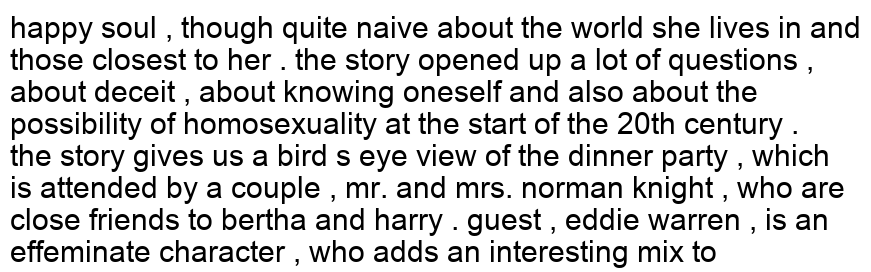 happy soul , though quite naive about the world she lives in and
those closest to her . the story opened up a lot of questions ,
about deceit , about knowing oneself and also about the
possibility of homosexuality at the start of the 20th century .
the story gives us a bird s eye view of the dinner party , which
is attended by a couple , mr. and mrs. norman knight , who are
close friends to bertha and harry . guest , eddie warren , is an
effeminate character , who adds an interesting mix to